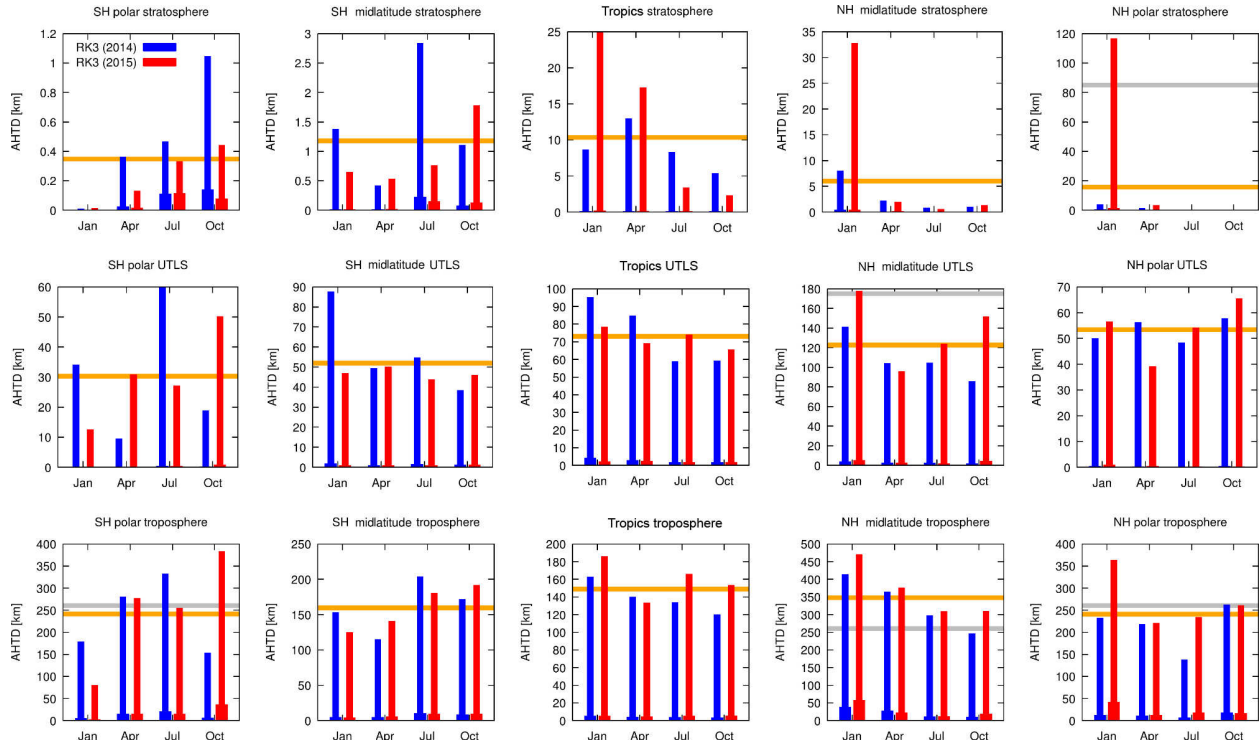 SH polar stratosphere
AHTD [km]
1.2
1
0.8
0.6
0.4
0.2
0
RK3 (2014)
RK3 (2015)
Jan Apr Jul Oct
SH midlatitude stratosphere
AHTD [km]
3
2.5
2
1.5
1
0.5
0
Jan Apr Jul Oct
Tropics stratosphere
AHTD [km]
25
20
15
10
5
0
Jan Apr Jul Oct
NH midlatitude stratosphere
AHTD [km]
35
30
25
20
15
10
5
0
Jan Apr Jul Oct
NH polar stratosphere
AHTD [km]
120
100
80
60
40
20
0
Jan Apr Jul Oct
SH polar UTLS
AHTD [km]
60
50
40
30
20
10
0
Jan Apr Jul Oct
SH midlatitude UTLS
AHTD [km]
90
80
70
60
50
40
30
20
10
0
Jan Apr Jul Oct
Tropics UTLS
AHTD [km]
100
90
80
70
60
50
40
30
20
10
0
Jan Apr Jul Oct
NH midlatitude UTLS
AHTD [km]
180
160
140
120
100
80
60
40
20
0
Jan Apr Jul Oct
NH polar UTLS
AHTD [km]
70
60
50
40
30
20
10
0
Jan Apr Jul Oct
SH polar troposphere
AHTD [km]
400
350
300
250
200
150
100
50
0
Jan Apr Jul Oct
SH midlatitude troposphere
AHTD [km]
250
200
150
100
50
0
Jan Apr Jul Oct
Tropics troposphere
AHTD [km]
200
180
160
140
120
100
80
60
40
20
0
Jan Apr Jul Oct
NH midlatitude troposphere
AHTD [km]
500
450
400
350
300
250
200
150
100
50
0
Jan Apr Jul Oct
NH polar troposphere
AHTD [km]
400
350
300
250
200
150
100
50
0
Jan Apr Jul Oct